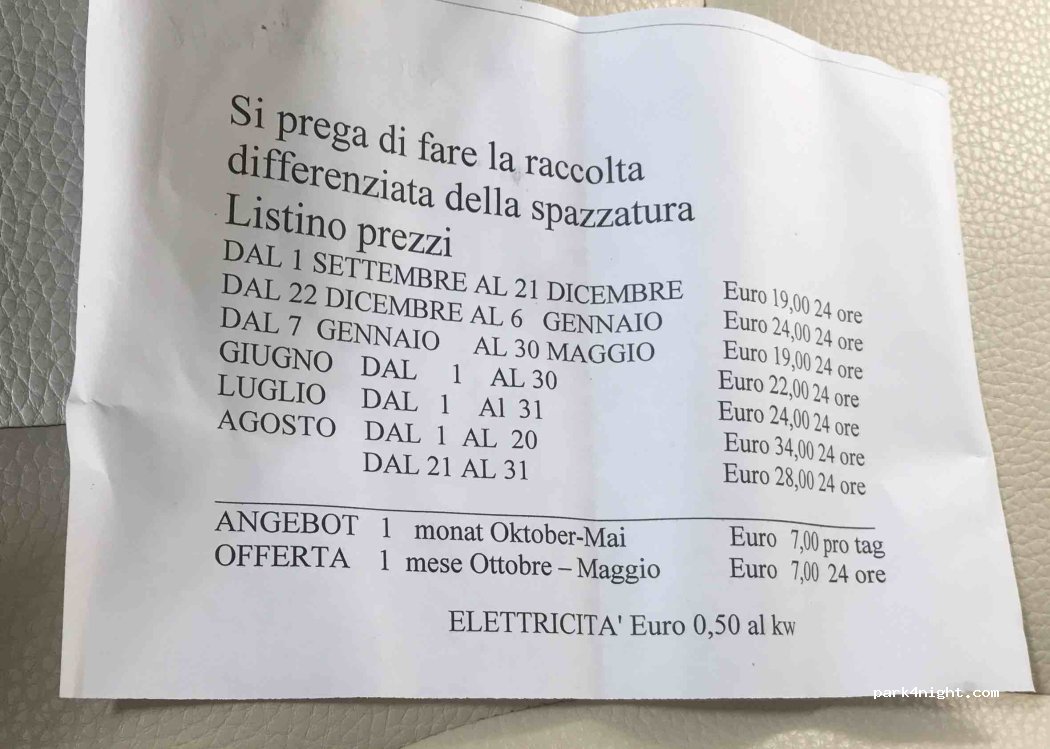 Si prega di fare la raccolta
differenziata della spazzatura
Listino prezzi
DAL 1 SETTEMBRE AL 21 DICEMBRE Euro 19,00 24 ore
DAL 22 DICEMBRE AL 6 GENNAIO Euro 24,00 24 ore
DAL 7 GENNAIO AL 30 MAGGIO Euro 19,00 24 ore
GIUGNO DAL 1 AL 30 Euro 22,00 24 ore
LUGLIO DAL 1 Al 31 Euro 24,00 24 ore
AGOSTO DAL 1 AL 20 Euro 34,00 24 ore
DAL 21 AL 31 Euro 28,00 24 ore
ANGEBOT 1 monat Oktober-Mai Euro 7,00 pro tag
OFFERTA 1 mese Ottobre – Maggio Euro 7,00 24 ore
ELETTRICITA' Euro 0,50 al kw
park4night.com